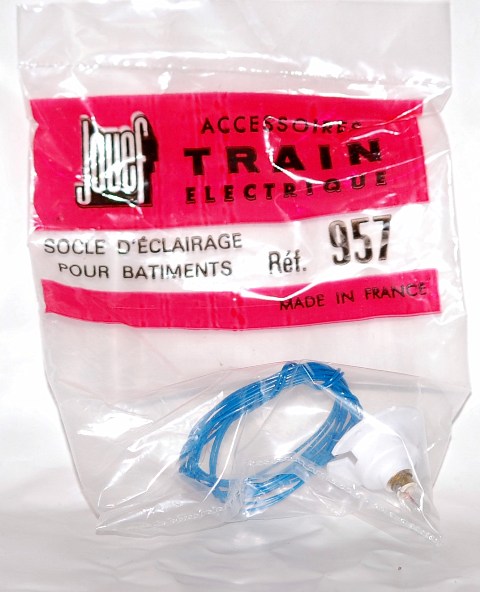 Jouef
ACCESSOIRES
TRAIN
ELECTRIQUE
SOCLE D'ÉCLAIRAGE
POUR BATIMENTS
Réf. 957
MADE IN FRANCE